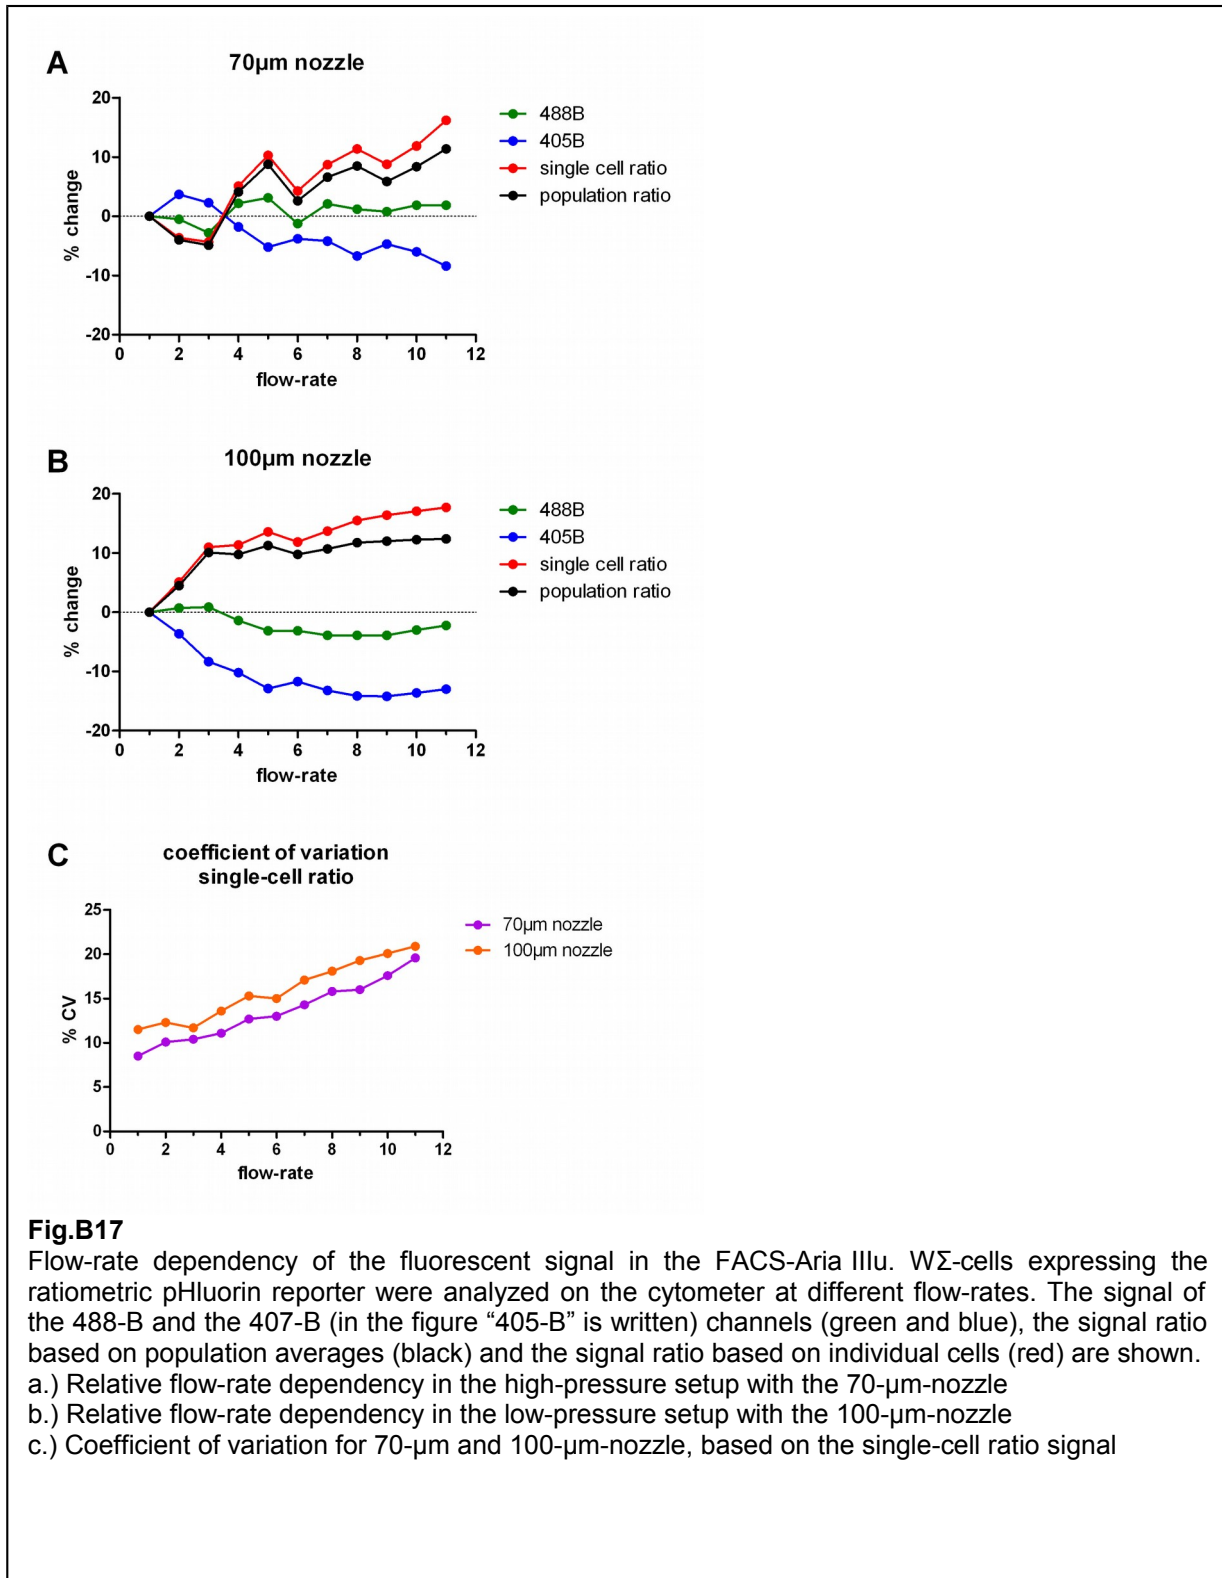 A
70µm nozzle
20
10
0
-10
-20
% change
0 2 4 6 8 10 12
flow-rate
488B
405B
single cell ratio
population ratio
B
100µm nozzle
20
10
0
-10
-20
% change
0 2 4 6 8 10 12
flow-rate
488B
405B
single cell ratio
population ratio
C
coefficient of variation
single-cell ratio
25
20
15
10
5
0
% CV
0 2 4 6 8 10 12
flow-rate
70µm nozzle
100µm nozzle
Fig.B17
Flow-rate dependency of the fluorescent signal in the FACS-Aria IIIu. WΣ-cells expressing the
ratiometric pHluorin reporter were analyzed on the cytometer at different flow-rates. The signal of
the 488-B and the 407-B (in the figure “405-B” is written) channels (green and blue), the signal ratio
based on population averages (black) and the signal ratio based on individual cells (red) are shown.
a.) Relative flow-rate dependency in the high-pressure setup with the 70-µm-nozzle
b.) Relative flow-rate dependency in the low-pressure setup with the 100-µm-nozzle
c.) Coefficient of variation for 70-µm and 100-µm-nozzle, based on the single-cell ratio signal